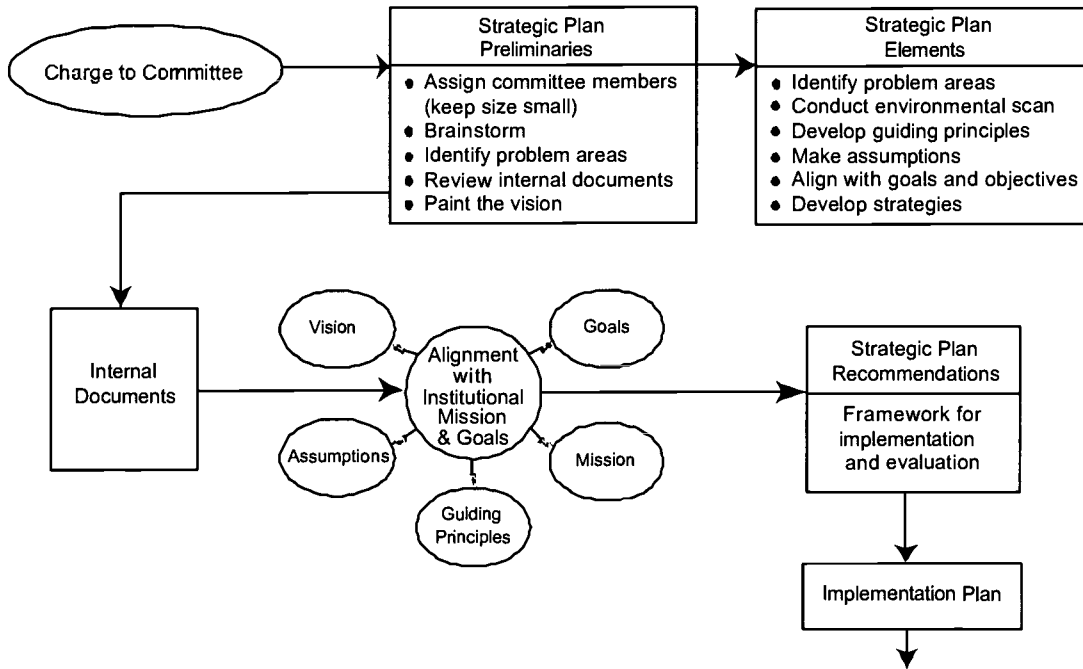 Charge to Committee
Strategic Plan
Preliminaries
● Assign committee members
(keep size small)
● Brainstorm
● Identify problem areas
● Review internal documents
● Paint the vision
Strategic Plan
Elements
● Identify problem areas
● Conduct environmental scan
● Develop guiding principles
● Make assumptions
● Align with goals and objectives
● Develop strategies
Internal
Documents
Vision
Goals
Alignment
with
Institutional
Mission
& Goals
Assumptions
Mission
Guiding
Principles
Strategic Plan
Recommendations
Framework for
implementation
and evaluation
Implementation Plan